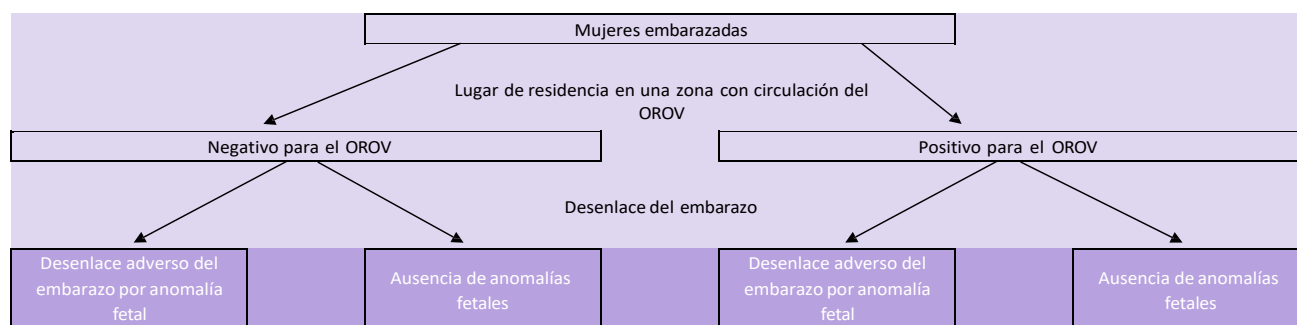 Mujeres embarazadas
Lugar de residencia en una zona con circulación del
OROV
Negativo para el OROV
Positivo para el OROV
Desenlace del embarazo
Desenlace adverso del
embarazo por anomalía
fetal
Ausencia de anomalías
fetales
Desenlace adverso del
embarazo por anomalía
fetal
Ausencia de anomalías
fetales